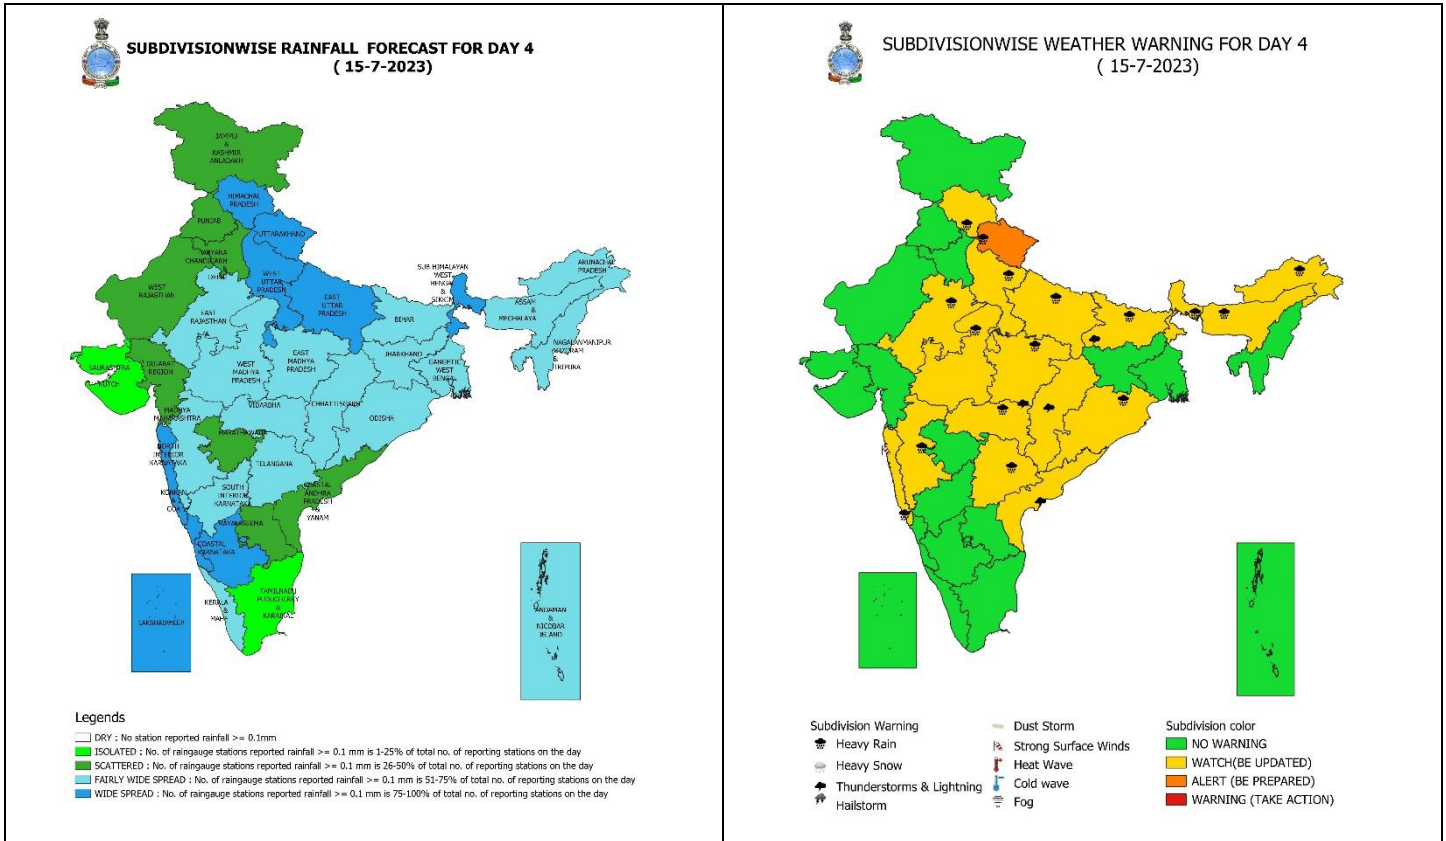 SUBDIVISIONWISE RAINFALL FORECAST FOR DAY 4
( 15-7-2023)
JAMMU
&
KASHMIR
ANLADAKH
HIMACHAL
PRADESH
PUNJAB
UTTARAKHAND
CHANDIGARH
WEST
UTTAR
PRADESH
SUB HIMALAYAN
WEST
BENGAL
&
SIKKIM
ARUNACHAL
PRADESH
WEST
RAJASTHAN
EAST
UTTAR
PRADESH
ASSAM
&
MEGHALAYA
EAST
RAJASTHAN
BIHAR
NAGALANMANIPUR
MIZORAM
&
TRIPURA
SAURASHTRA
KUTCH
GUJARAT
REGION
WEST
MADHYA
PRADESH
EAST
MADHYA
PRADESH
JHARKHAND
GANGETIC
WEST
BENGAL
MADHYA
MAHARASHTRA
VIDARBHA
CHHATTISGARH
ODISHA
MARATHAWADA
NORTH
INTERIOR
KARNATAKA
TELANGANA
KONKAN
&
GOA
SOUTH
INTERIOR
KARNATAKA
COASTAL
ANDHRA
PRADESH
&
YANAM
RAYALASEEMA
COASTAL
KARNATAKA
LAKSHADWEEP
KERALA
&
MAHE
TAMILNADU
PUDUCHERRY
&
KARAIKAL
ANDAMAN
&
NICOBAR
ISLAND
Legends
DRY : No station reported rainfall >= 0.1mm
ISOLATED : No. of raingauge stations reported rainfall >= 0.1 mm is 1-25% of total no. of reporting stations on the day
SCATTERED : No. of raingauge stations reported rainfall >= 0.1 mm is 26-50% of total no. of reporting stations on the day
FAIRLY WIDE SPREAD : No. of raingauge stations reported rainfall >= 0.1 mm is 51-75% of total no. of reporting stations on the day
WIDE SPREAD : No. of raingauge stations reported rainfall >= 0.1 mm is 75-100% of total no. of reporting stations on the day
SUBDIVISIONWISE WEATHER WARNING FOR DAY 4
( 15-7-2023)
Subdivision Warning
Heavy Rain
Heavy Snow
Thunderstorms & Lightning
Hailstorm
Dust Storm
Strong Surface Winds
Heat Wave
Cold wave
Fog
Subdivision color
NO WARNING
WATCH(BE UPDATED)
ALERT (BE PREPARED)
WARNING (TAKE ACTION)